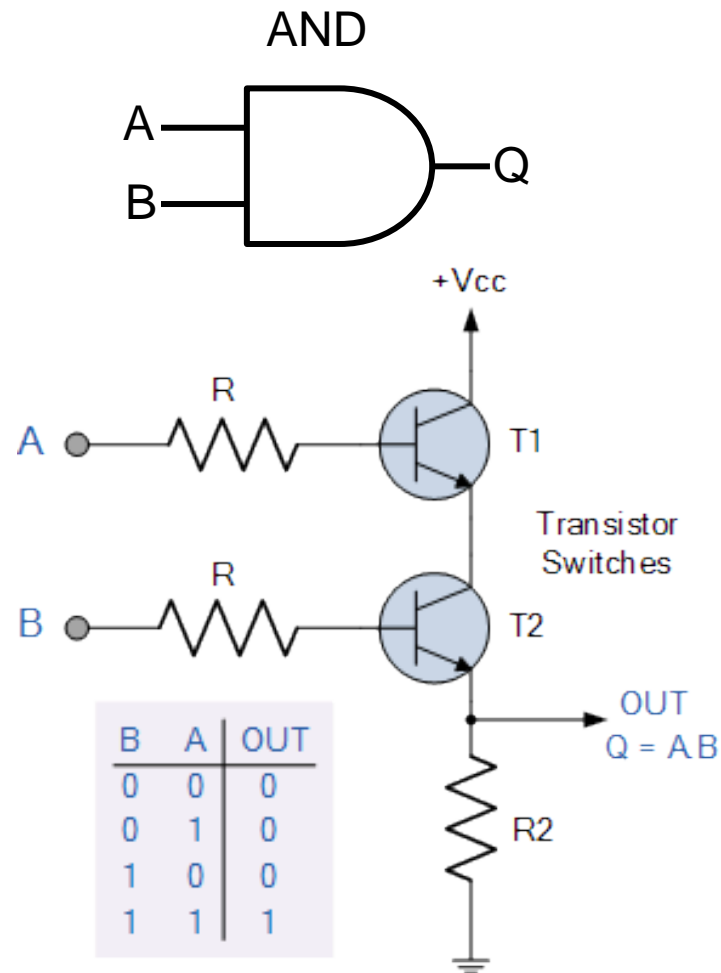 AND
A
Q
B
+Vcc
R
A
T1
Transistor
Switches
R
B
T2
OUT
Q = A.B
B A OUT
0 0 0
0 1 0
1 0 0
1 1 1
R2